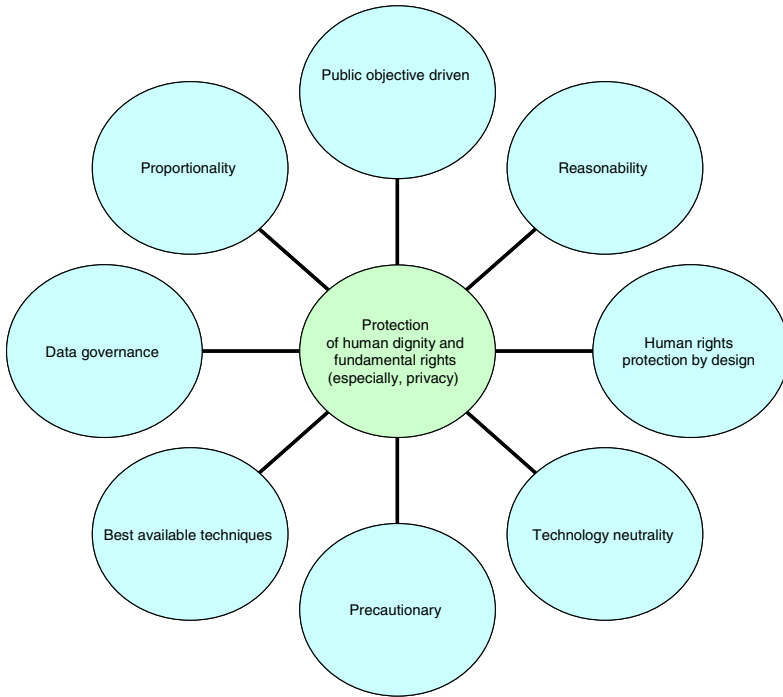 Public objective driven
Proportionality
Reasonability
Protection
of human dignity and
fundamental rights
(especially, privacy)
Data governance
Human rights
protection by design
Best available techniques
Technology neutrality
Precautionary